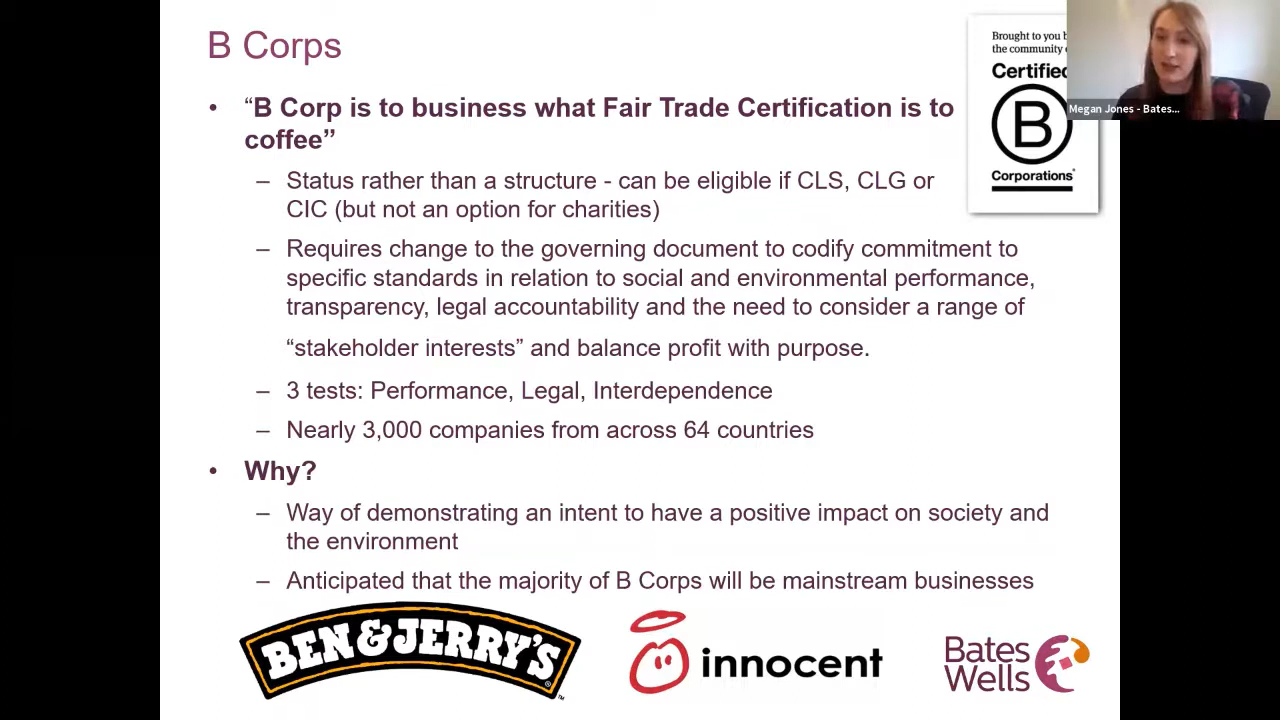 B Corps
• “B Corp is to business what Fair Trade Certification is to
coffee”
– Status rather than a structure - can be eligible if CLS, CLG or
CIC (but not an option for charities)
– Requires change to the governing document to codify commitment to
specific standards in relation to social and environmental performance,
transparency, legal accountability and the need to consider a range of
“stakeholder interests” and balance profit with purpose.
– 3 tests: Performance, Legal, Interdependence
– Nearly 3,000 companies from across 64 countries
• Why?
– Way of demonstrating an intent to have a positive impact on society and
the environment
– Anticipated that the majority of B Corps will be mainstream businesses
Brought to you
the community
Certified
B
Corporations
Megan Jones - Bates...
BEN & JERRY'S
innocent
Bates
Wells